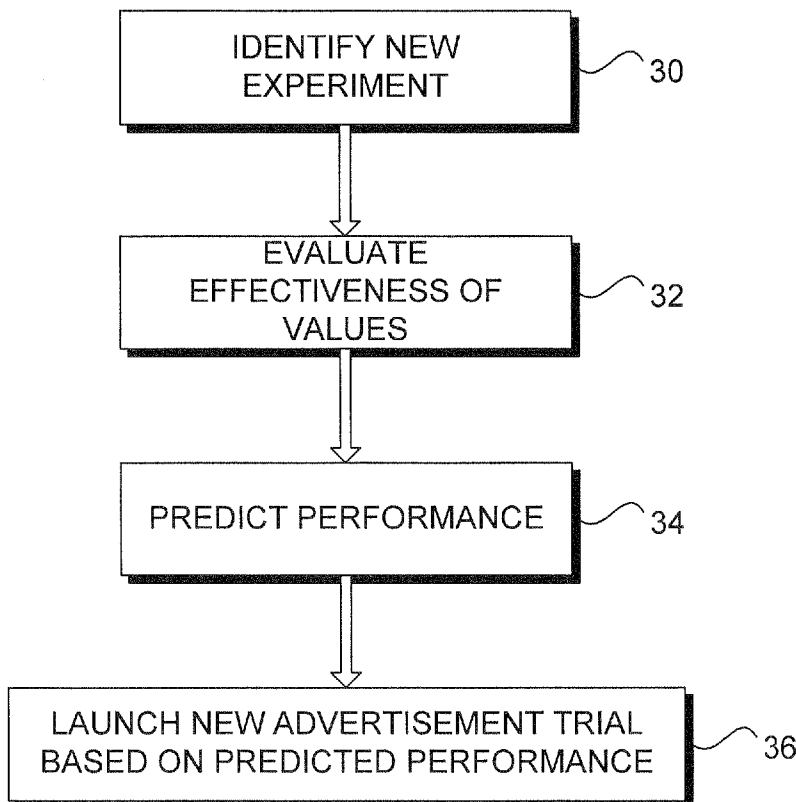 IDENTIFY NEW
EXPERIMENT
30
EVALUATE
EFFECTIVENESS OF
VALUES
32
PREDICT PERFORMANCE
34
LAUNCH NEW ADVERTISEMENT TRIAL
BASED ON PREDICTED PERFORMANCE
36